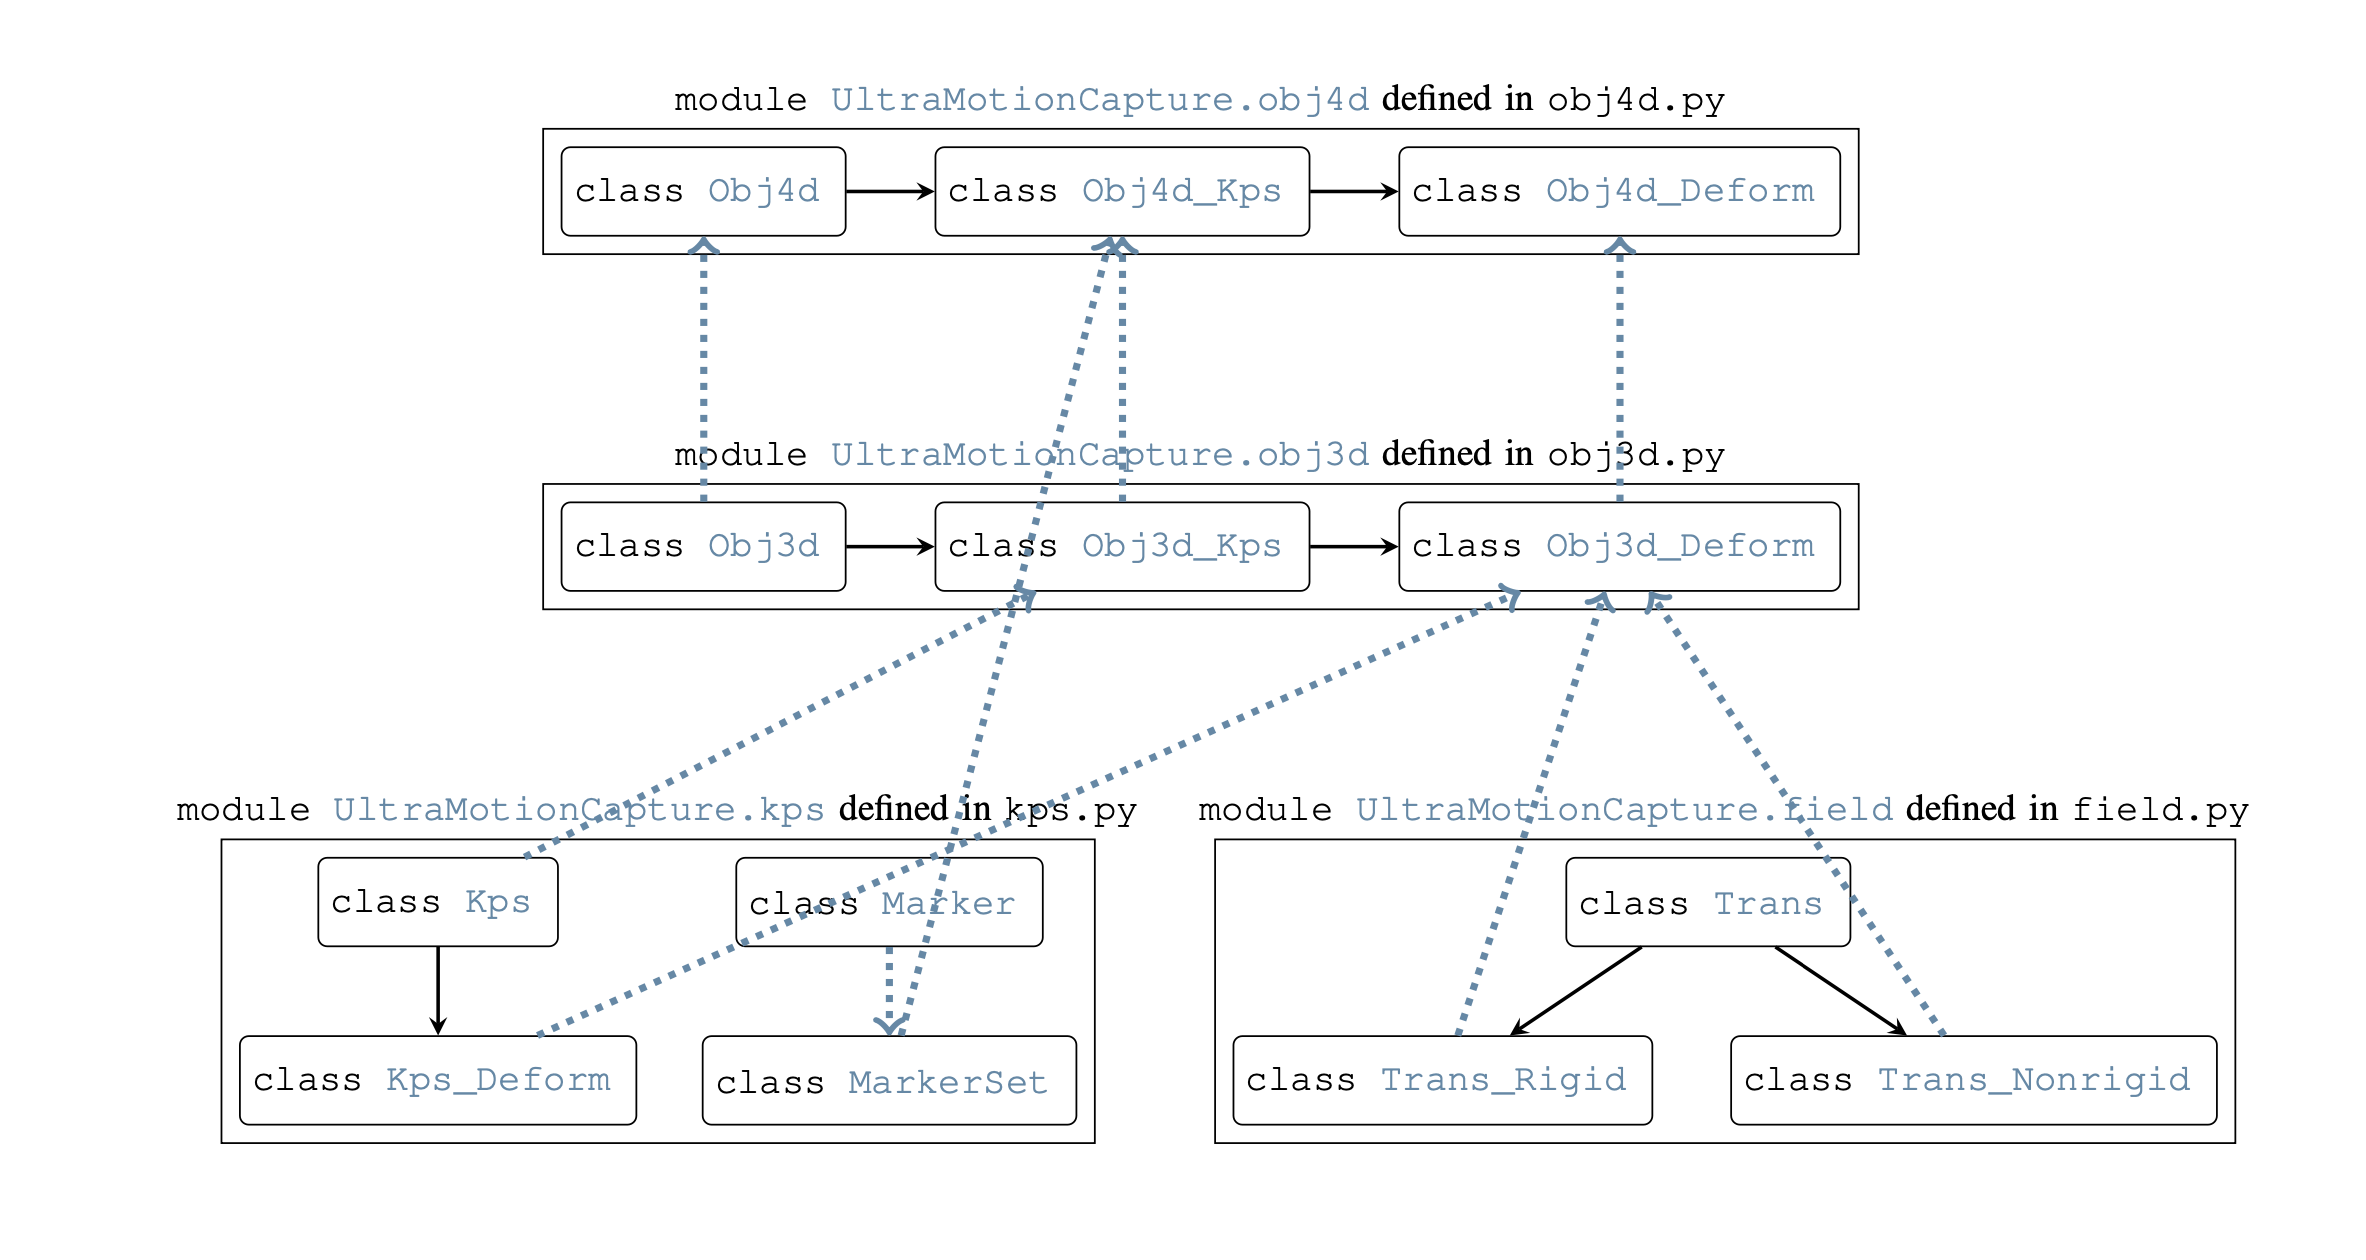 module UltraMotionCapture.obj4d defined in obj4d.py
class Obj4d
class Obj4d_Kps
class Obj4d_Deform
module UltraMotionCapture.obj3d defined in obj3d.py
class Obj3d
class Obj3d_Kps
class Obj3d_Deform
module UltraMotionCapture.kps defined in kps.py
class Kps
class Marker
class Kps_Deform
class MarkerSet
module UltraMotionCapture.field defined in field.py
class Trans
class Trans_Rigid
class Trans_Nonrigid